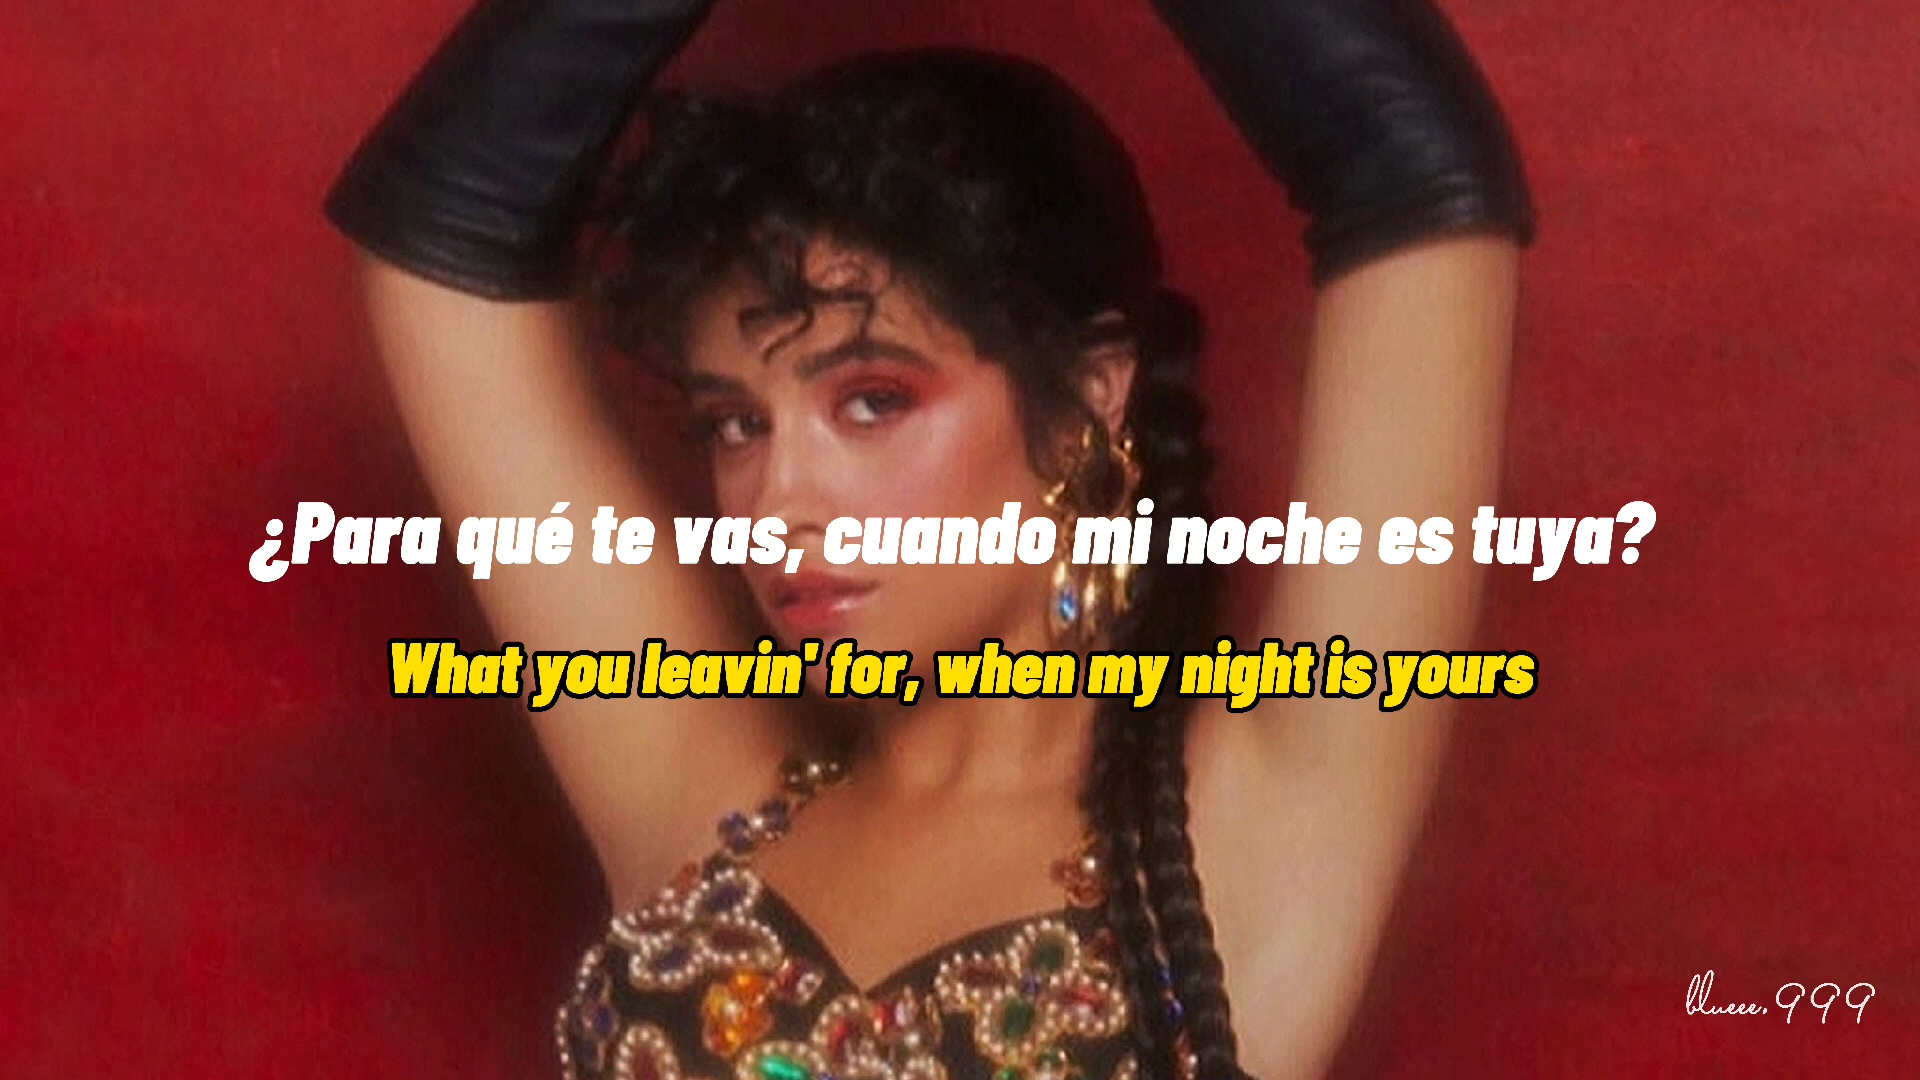 ¿Para qué te vas, cuando mi noche es tuya?
What you leavin' for, when my night is yours
blueee.999